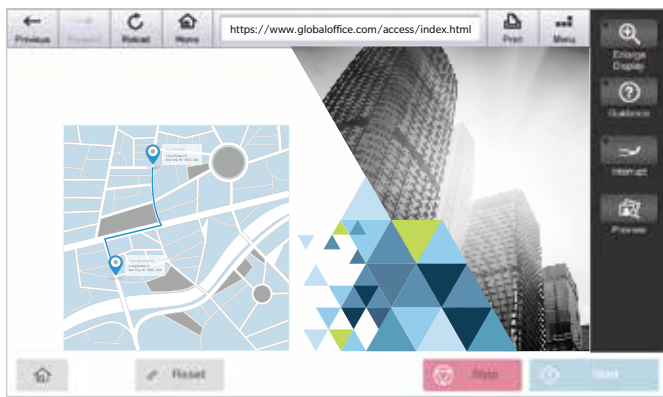 Previous
Reload
Home
https://www.globaloffice.com/access/index.html
Print
Menu
Enlarge
Display
Guidance
Interrupt
Preview
Reset
Stop
Start